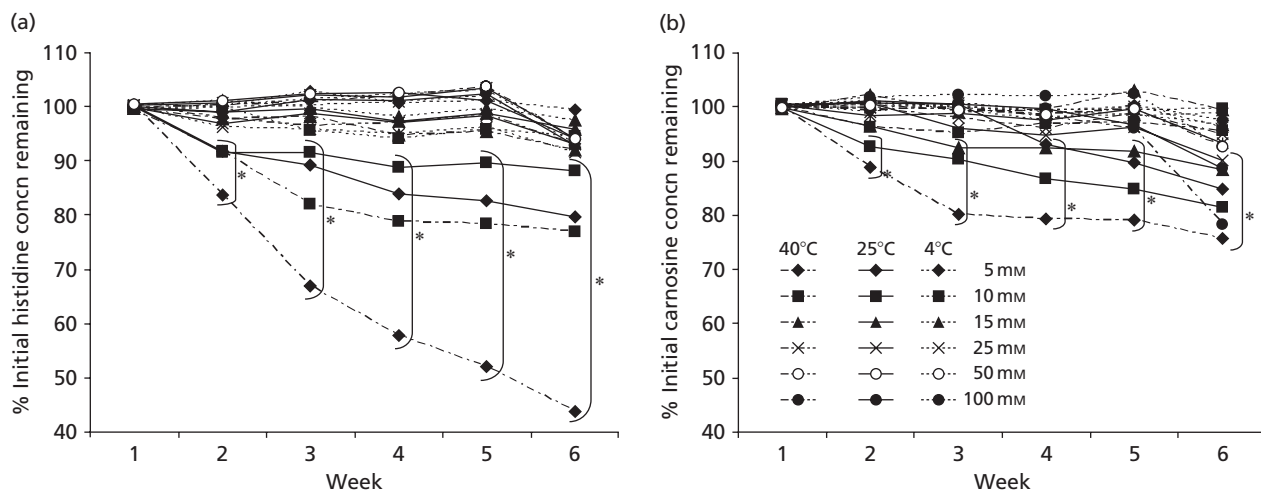 (a)
110
100
90
80
70
60
50
40
% Initial histidine concn remaining
*
*
*
*
*
1 2 3 4 5 6
Week
(b)
110
100
90
80
70
60
50
40
% Initial carnosine concn remaining
*
*
*
*
*
40°C 25°C 4°C
5 mM
10 mM
15 mM
25 mM
50 mM
100 mM
1 2 3 4 5 6
Week